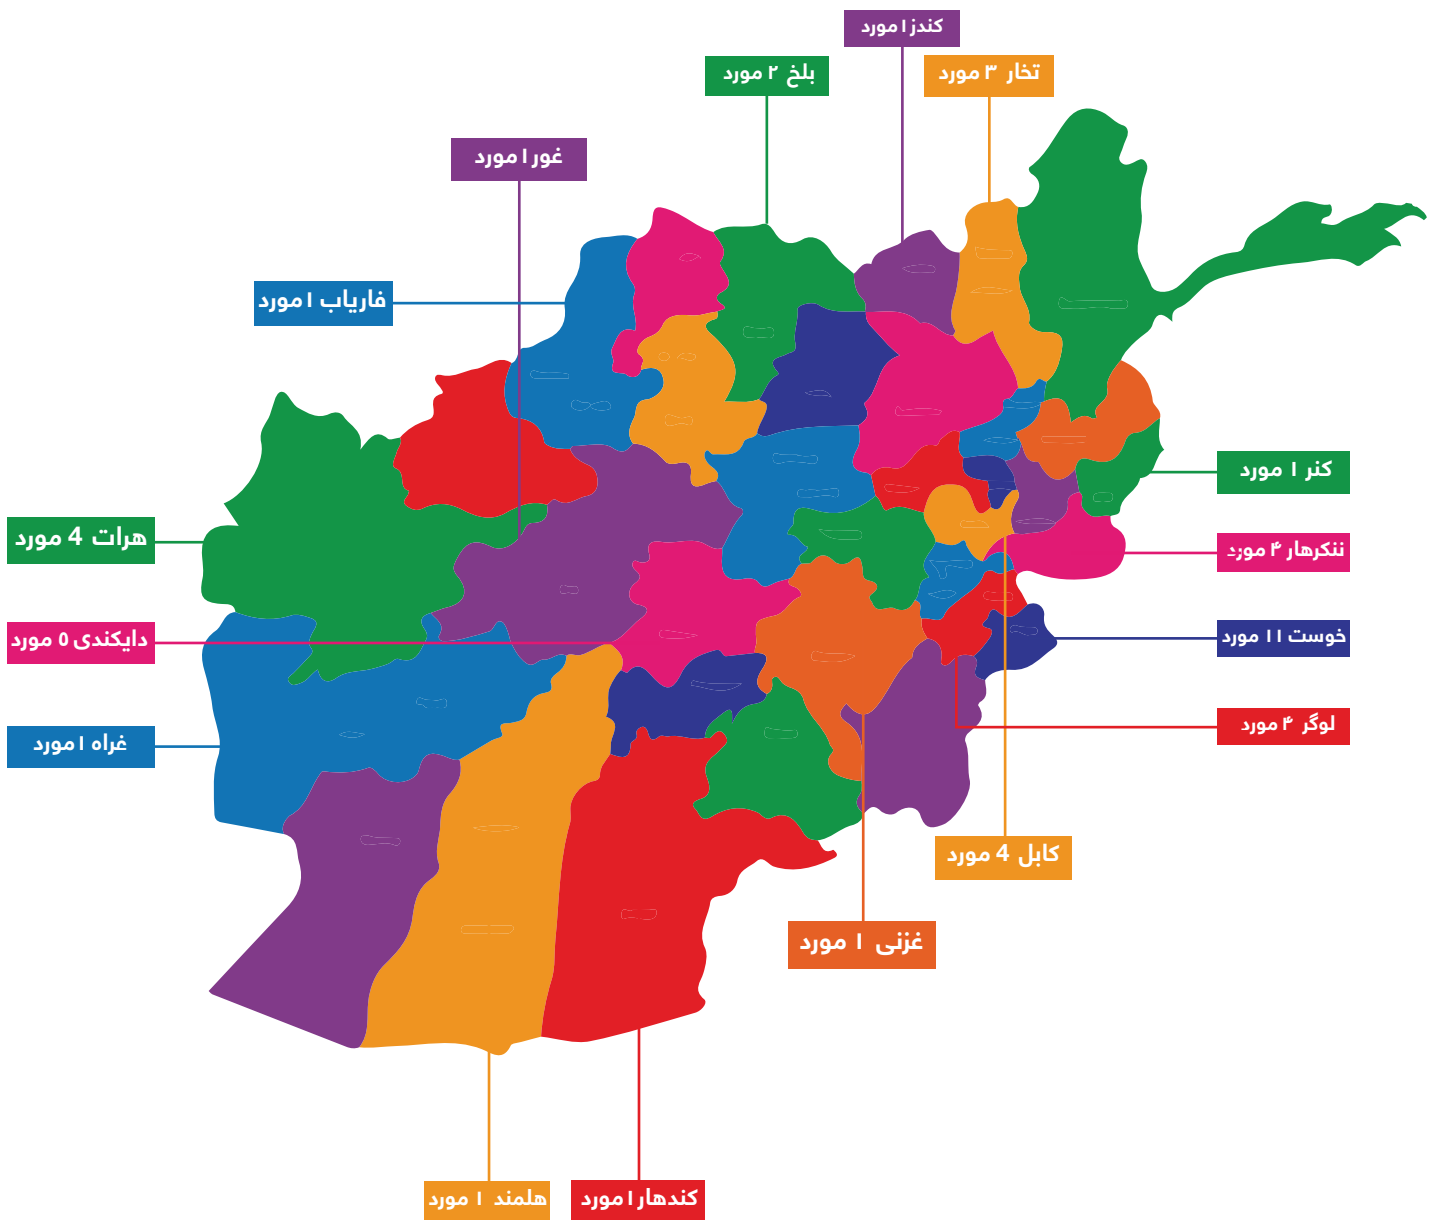 کندز ۱ مورد
تخار ۳ مورد
بلخ ۲ مورد
غور ۱ مورد
فاریاب ۱ مورد
کنر ۱ مورد
هرات 4 مورد
ننکرهار ۴ مورد
دایکندی ۵ مورد
خوست ۱۱ مورد
لوگر ۴ مورد
غراه ۱ مورد
کابل 4 مورد
غزنی ۱ مورد
هلمند ۱ مورد
کندهار ۱ مورد